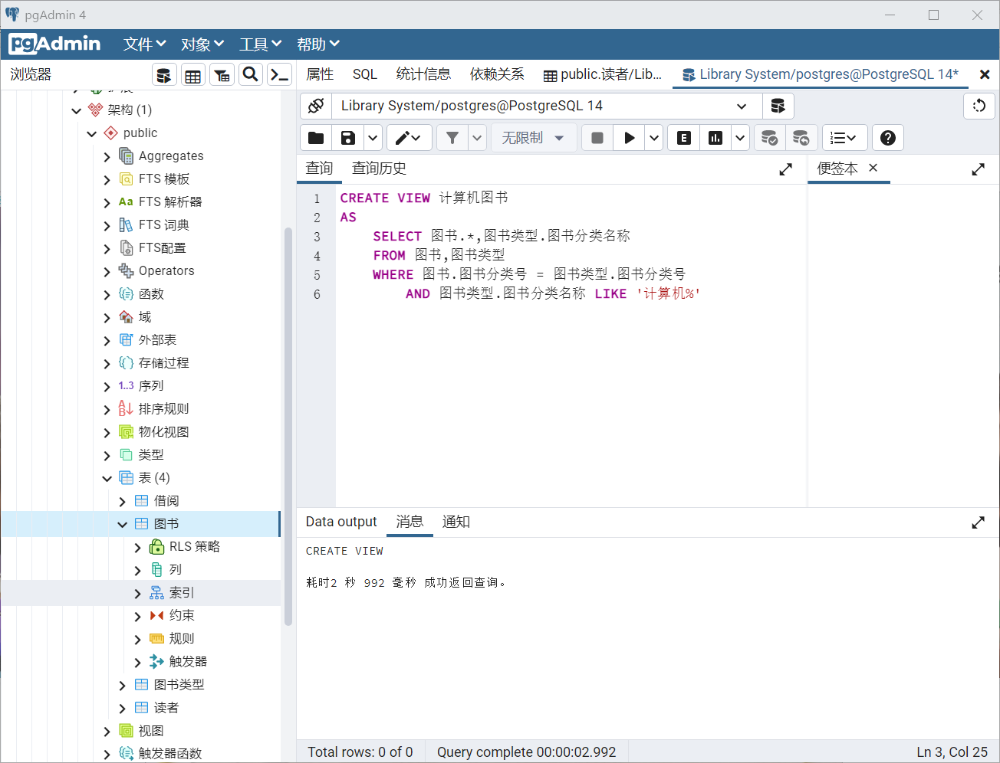 pgAdmin 4
pgAdmin 文件 对象 工具 帮助
浏览器
属性 SQL 统计信息 依赖关系 public.读者/Lib... Library System/postgres@PostgreSQL 14*
Library System/postgres@PostgreSQL 14
无限制
查询 查询历史 便签本
架构 (1)
public
Aggregates
FTS 模板
Aa FTS 解析器
FTS 词典
FTS配置
Operators
函数
域
外部表
存储过程
1..3 序列
排序规则
物化视图
类型
表 (4)
借阅
图书
RLS 策略
列
索引
约束
规则
触发器
图书类型
读者
视图
触发器函数
1 CREATE VIEW 计算机图书
2 AS
3 SELECT 图书.*,图书类型.图书分类名称
4 FROM 图书,图书类型
5 WHERE 图书.图书分类号 = 图书类型.图书分类号
6 AND 图书类型.图书分类名称 LIKE '计算机%'
Data output 消息 通知
CREATE VIEW
耗时2 秒 992 毫秒 成功返回查询。
Total rows: 0 of 0 Query complete 00:00:02.992 Ln 3, Col 25